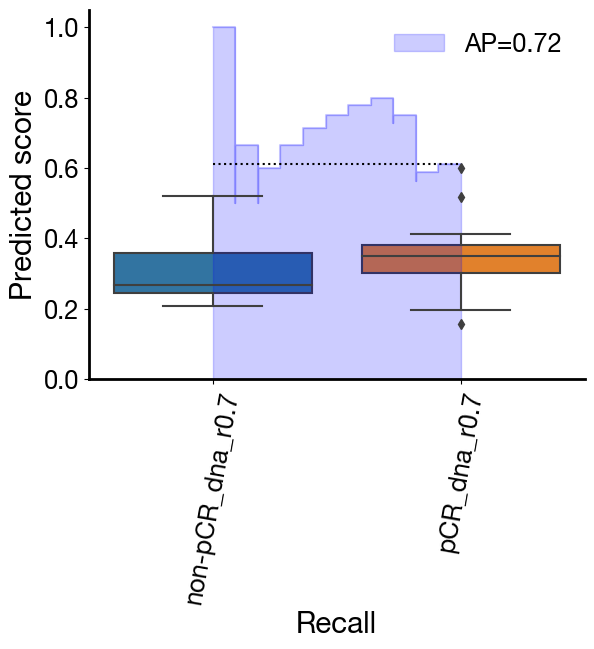 1.0
AP=0.72
0.8
Predicted score
0.6
0.4
0.2
0.0
non-pCR_dna_r0.7
pCR_dna_r0.7
Recall